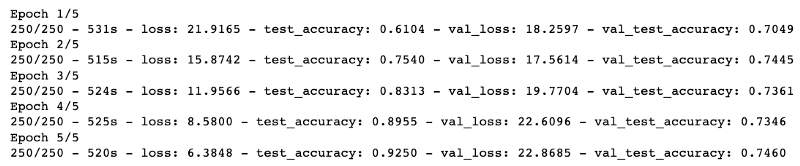 Epoch 1/5
250/250 - 531s - loss: 21.9165 - test_accuracy: 0.6104 - val_loss: 18.2597 - val_test_accuracy: 0.7049
Epoch 2/5
250/250 - 515s - loss: 15.8742 - test_accuracy: 0.7540 - val_loss: 17.5614 - val_test_accuracy: 0.7445
Epoch 3/5
250/250 - 524s - loss: 11.9566 - test_accuracy: 0.8313 - val_loss: 19.7704 - val_test_accuracy: 0.7361
Epoch 4/5
250/250 - 525s - loss: 8.5800 - test_accuracy: 0.8955 - val_loss: 22.6096 - val_test_accuracy: 0.7346
Epoch 5/5
250/250 - 520s - loss: 6.3848 - test_accuracy: 0.9250 - val_loss: 22.8685 - val_test_accuracy: 0.7460